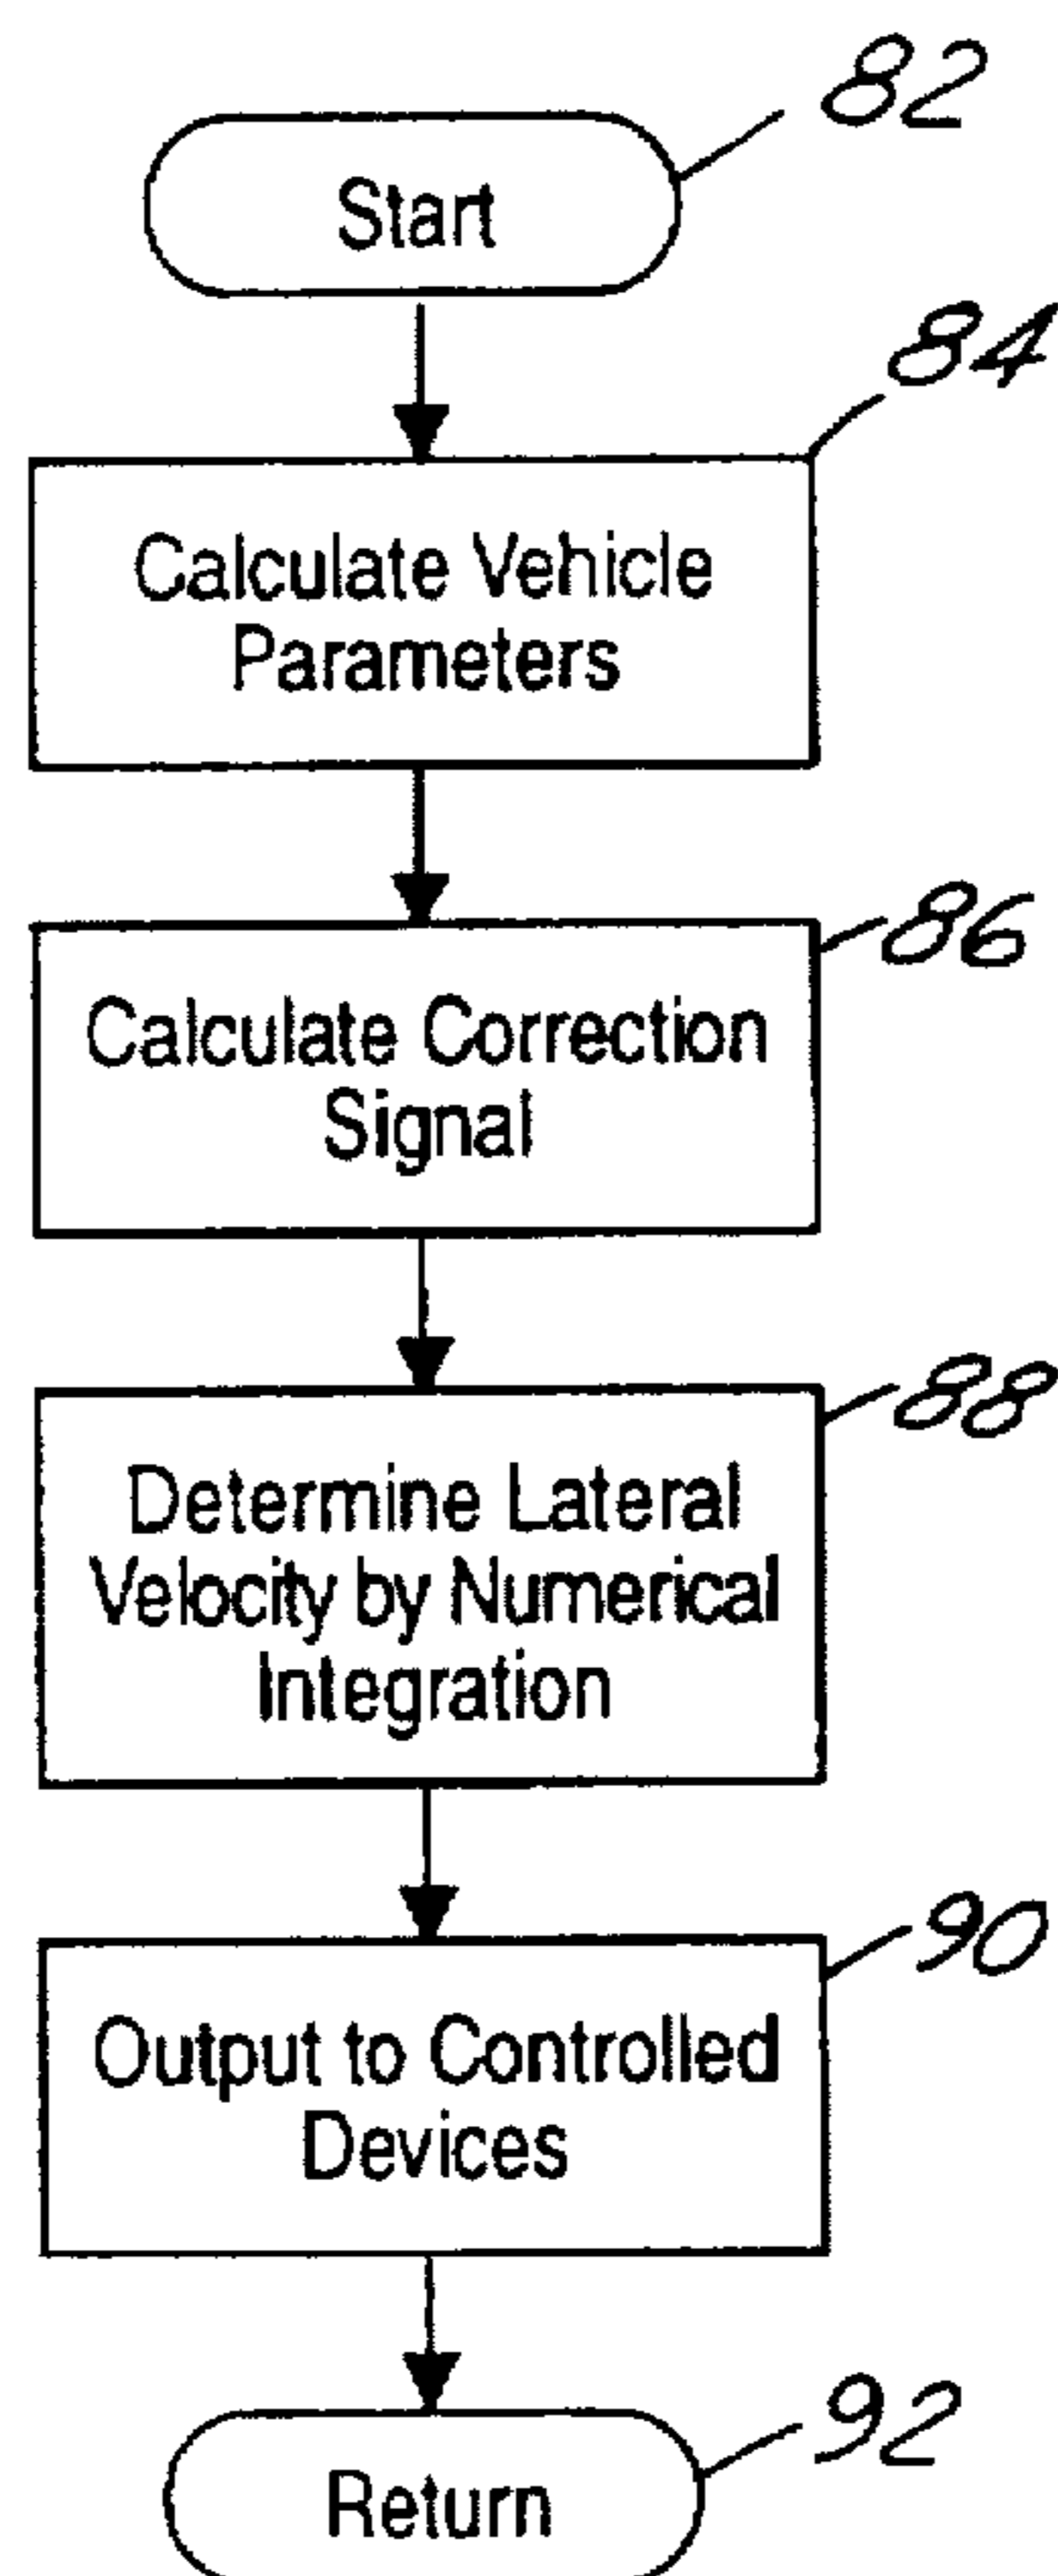 82
Start
84
Calculate Vehicle
Parameters
86
Calculate Correction
Signal
88
Determine Lateral
Velocity by Numerical
Integration
90
Output to Controlled
Devices
92
Return